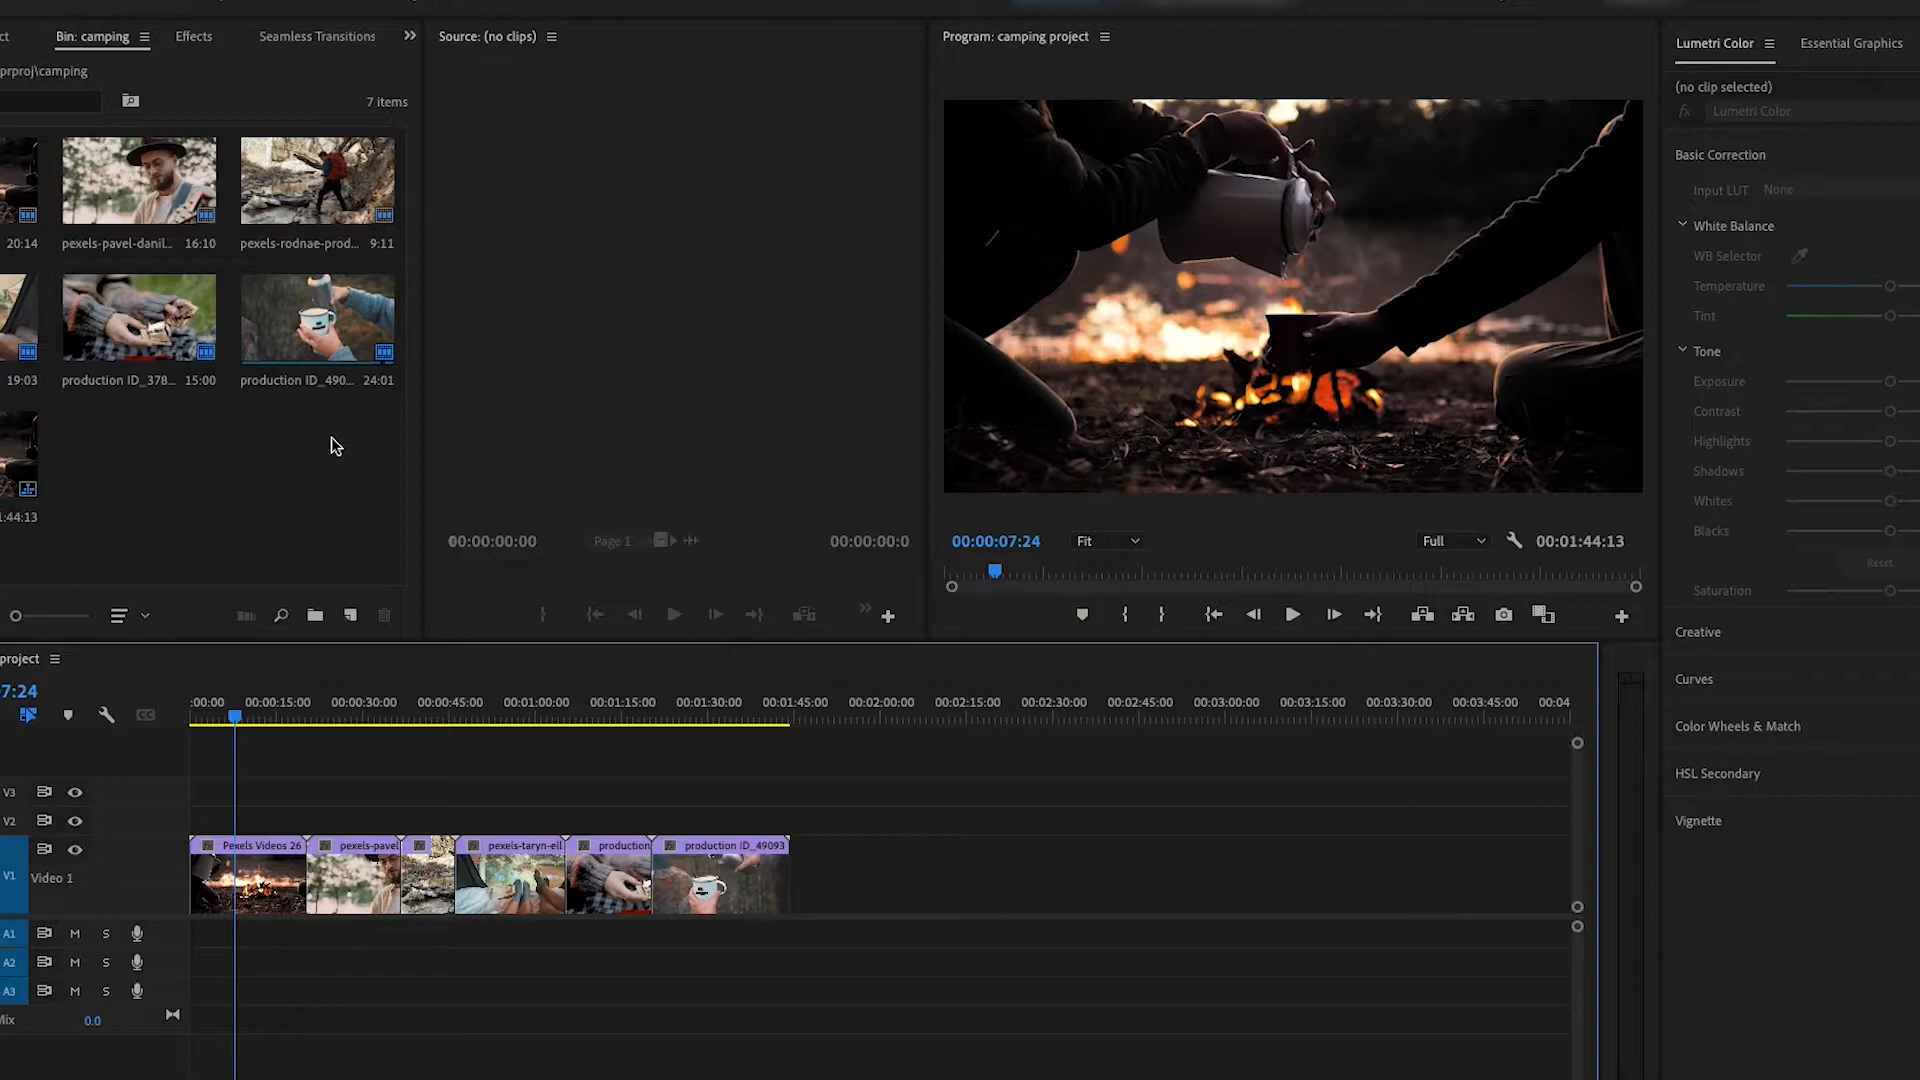 ct
Bin: camping
Effects
Seamless Transitions
prproj\camping
7 items
20:14
pexels-pavel-danil... 16:10
pexels-rodnae-prod... 9:11
19:03
production ID_378... 15:00
production ID_490... 24:01
:44:13
Source: (no clips)
00:00:00:00
Page 1
00:00:00:0
Program: camping project
00:00:07:24
Fit
Full
00:01:44:13
Lumetri Color
Essential Graphics
(no clip selected)
fx Lumetri Color
Basic Correction
Input LUT None
White Balance
WB Selector
Temperature
Tint
Tone
Exposure
Contrast
Highlights
Shadows
Whites
Blacks
Reset
Saturation
Creative
Curves
Color Wheels & Match
HSL Secondary
Vignette
project
7:24
CC
:00:00 00:00:15:00 00:00:30:00 00:00:45:00 00:01:00:00 00:01:15:00 00:01:30:00 00:01:45:00 00:02:00:00 00:02:15:00 00:02:30:00 00:02:45:00 00:03:00:00 00:03:15:00 00:03:30:00 00:03:45:00 00:04
V3
V2
V1
Video 1
fx Pexels Videos 26
fx pexels-pavel
fx
fx pexels-taryn-ell
fx production
fx production ID_49093
A1 M S
A2 M S
A3 M S
Mix 0.0